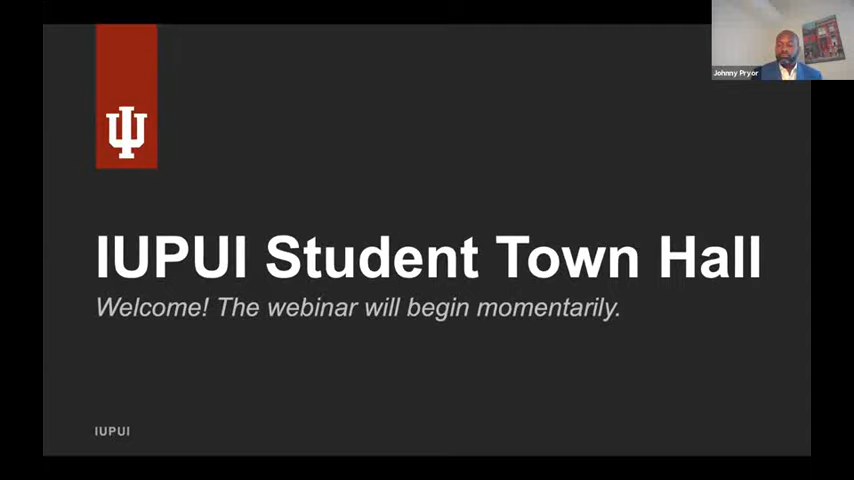 Johnny Pryor
IUPUI Student Town Hall
Welcome! The webinar will begin momentarily.
IUPUI